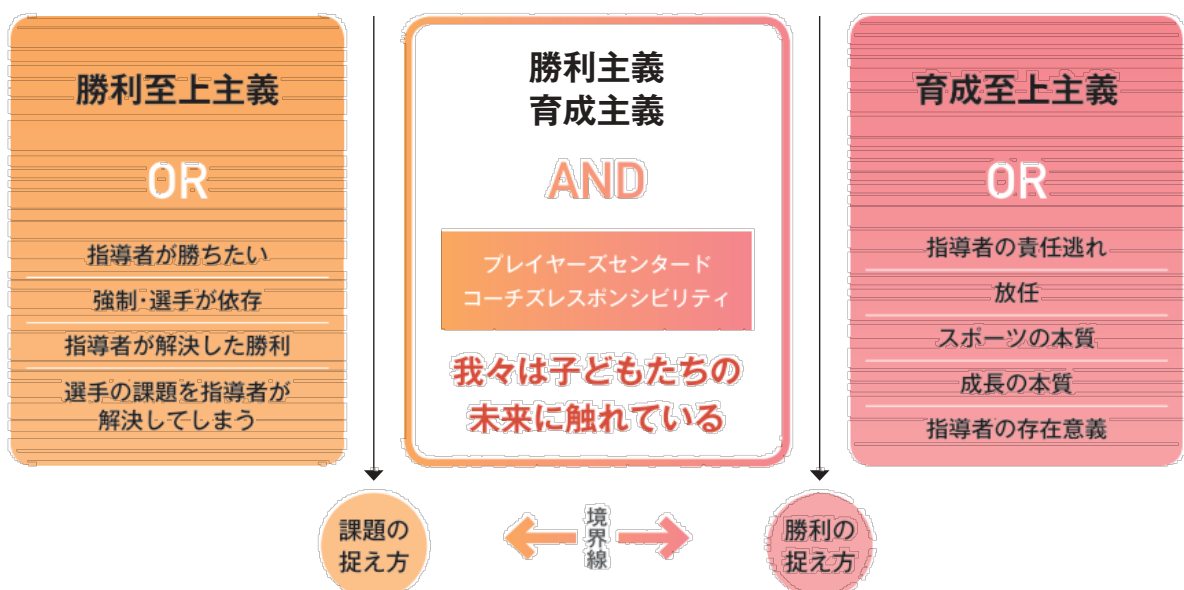 勝利至上主義
OR
指導者が勝ちたい
強制・選手が依存
指導者が解決した勝利
選手の課題を指導者が
解決してしまう
勝利主義
育成主義
AND
プレイヤーズセンタード
コーチズレスポンシビリティ
我々は子どもたちの
未来に触れている
育成至上主義
OR
指導者の責任逃れ
放任
スポーツの本質
成長の本質
指導者の存在意義
課題の
捉え方
境界線
勝利の
捉え方